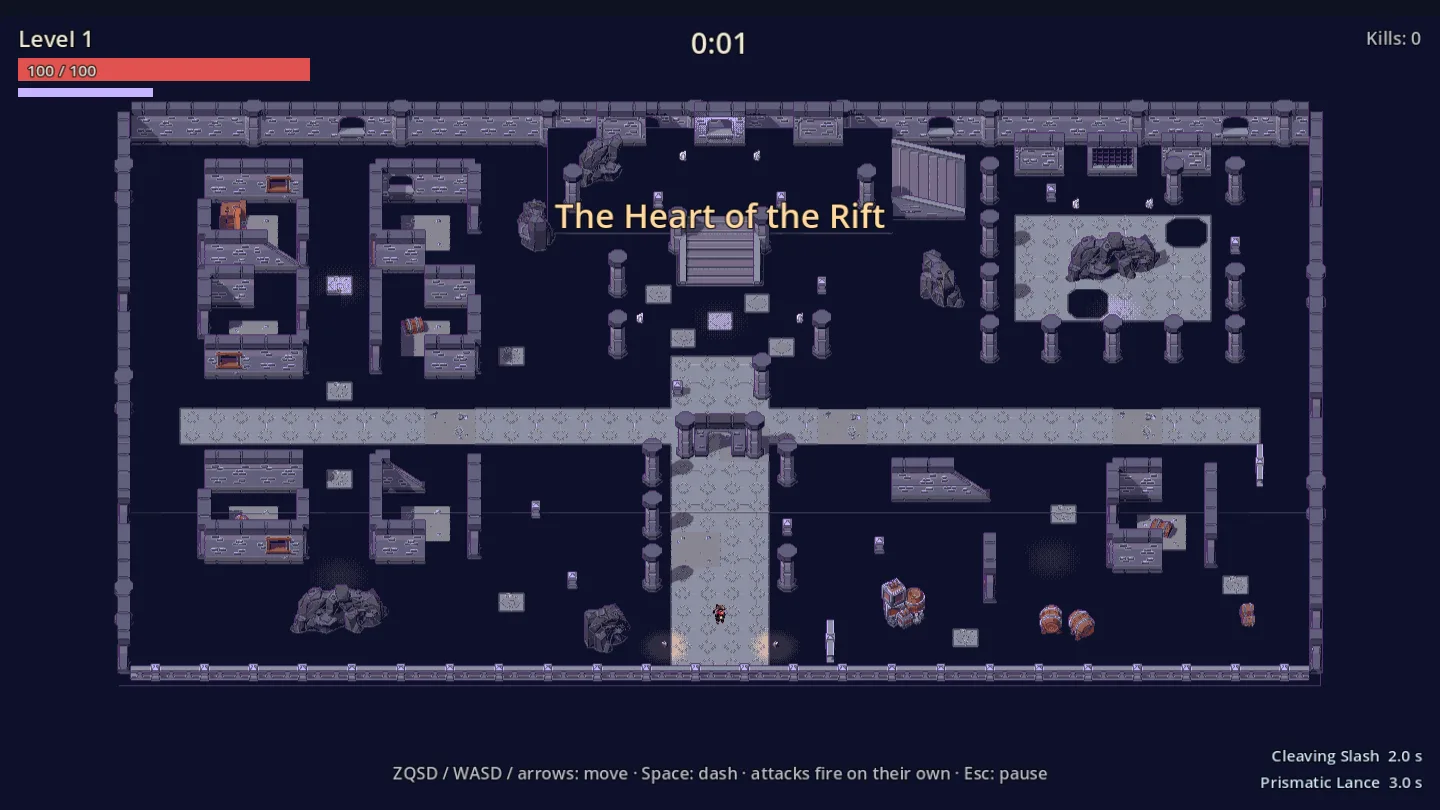 Level 1
0:01
Kills: 0
100 / 100
The Heart of the Rift
Cleaving Slash 2.0 s
ZQSD / WASD / arrows: move · Space: dash · attacks fire on their own · Esc: pause
Prismatic Lance 3.0 s